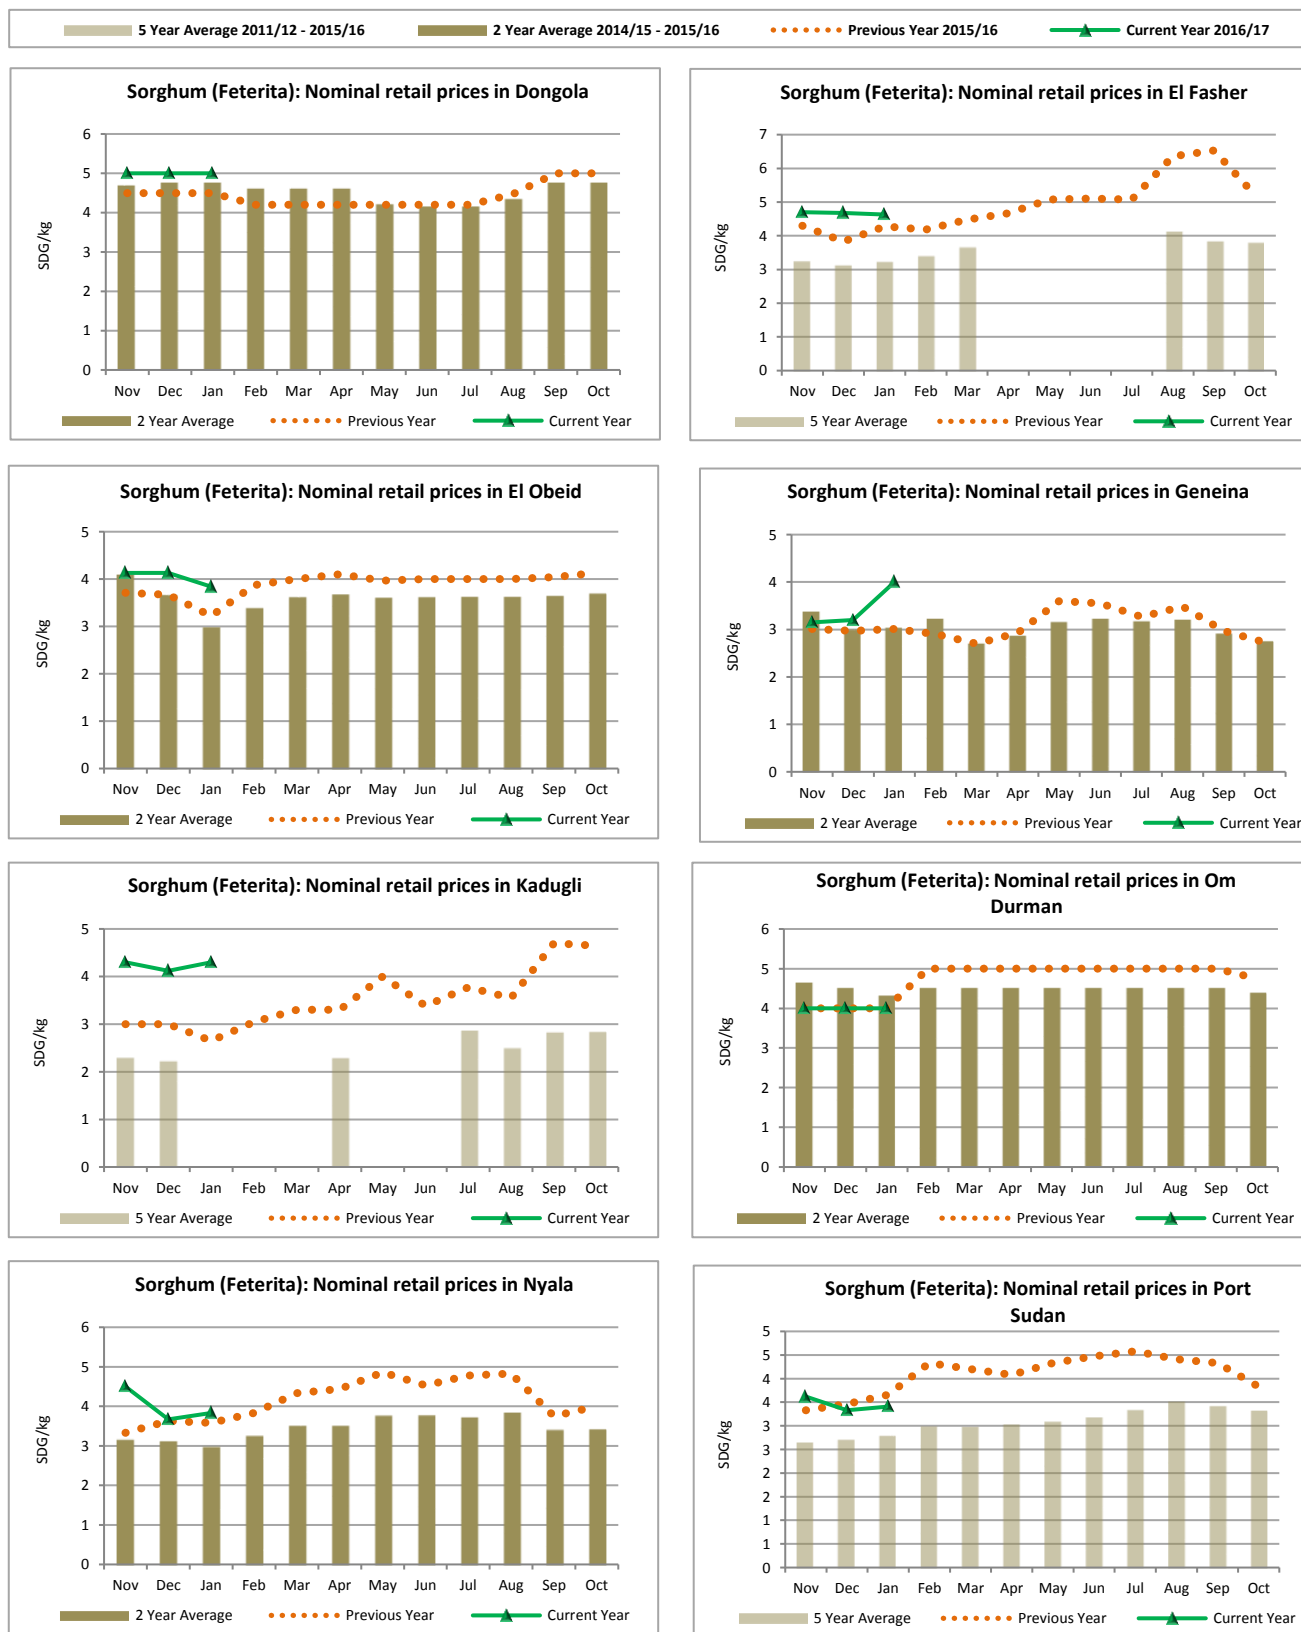 5 Year Average 2011/12 - 2015/16 2 Year Average 2014/15 - 2015/16 Previous Year 2015/16 Current Year 2016/17
Sorghum (Feterita): Nominal retail prices in Dongola
SDG/kg
6
5
4
3
2
1
0
Nov Dec Jan Feb Mar Apr May Jun Jul Aug Sep Oct
2 Year Average Previous Year Current Year
Sorghum (Feterita): Nominal retail prices in El Fasher
SDG/kg
7
6
5
4
3
2
1
0
Nov Dec Jan Feb Mar Apr May Jun Jul Aug Sep Oct
5 Year Average Previous Year Current Year
Sorghum (Feterita): Nominal retail prices in El Obeid
SDG/kg
5
4
3
2
1
0
Nov Dec Jan Feb Mar Apr May Jun Jul Aug Sep Oct
2 Year Average Previous Year Current Year
Sorghum (Feterita): Nominal retail prices in Geneina
SDG/kg
5
4
3
2
1
0
Nov Dec Jan Feb Mar Apr May Jun Jul Aug Sep Oct
2 Year Average Previous Year Current Year
Sorghum (Feterita): Nominal retail prices in Kadugli
SDG/kg
5
4
3
2
1
0
Nov Dec Jan Feb Mar Apr May Jun Jul Aug Sep Oct
5 Year Average Previous Year Current Year
Sorghum (Feterita): Nominal retail prices in Om
Durman
SDG/kg
6
5
4
3
2
1
0
Nov Dec Jan Feb Mar Apr May Jun Jul Aug Sep Oct
2 Year Average Previous Year Current Year
Sorghum (Feterita): Nominal retail prices in Nyala
SDG/kg
6
5
4
3
2
1
0
Nov Dec Jan Feb Mar Apr May Jun Jul Aug Sep Oct
2 Year Average Previous Year Current Year
Sorghum (Feterita): Nominal retail prices in Port
Sudan
SDG/kg
5
5
4
4
3
3
2
2
1
1
0
Nov Dec Jan Feb Mar Apr May Jun Jul Aug Sep Oct
5 Year Average Previous Year Current Year